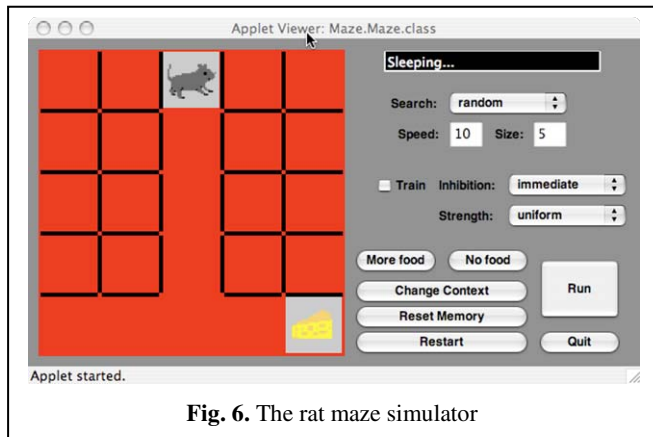 Applet Viewer: Maze.Maze.class
Sleeping...
Search: random
Speed: 10 Size: 5
Train Inhibition: immediate
Strength: uniform
More food No food
Change Context Run
Reset Memory
Restart Quit
Applet started.
Fig. 6. The rat maze simulator